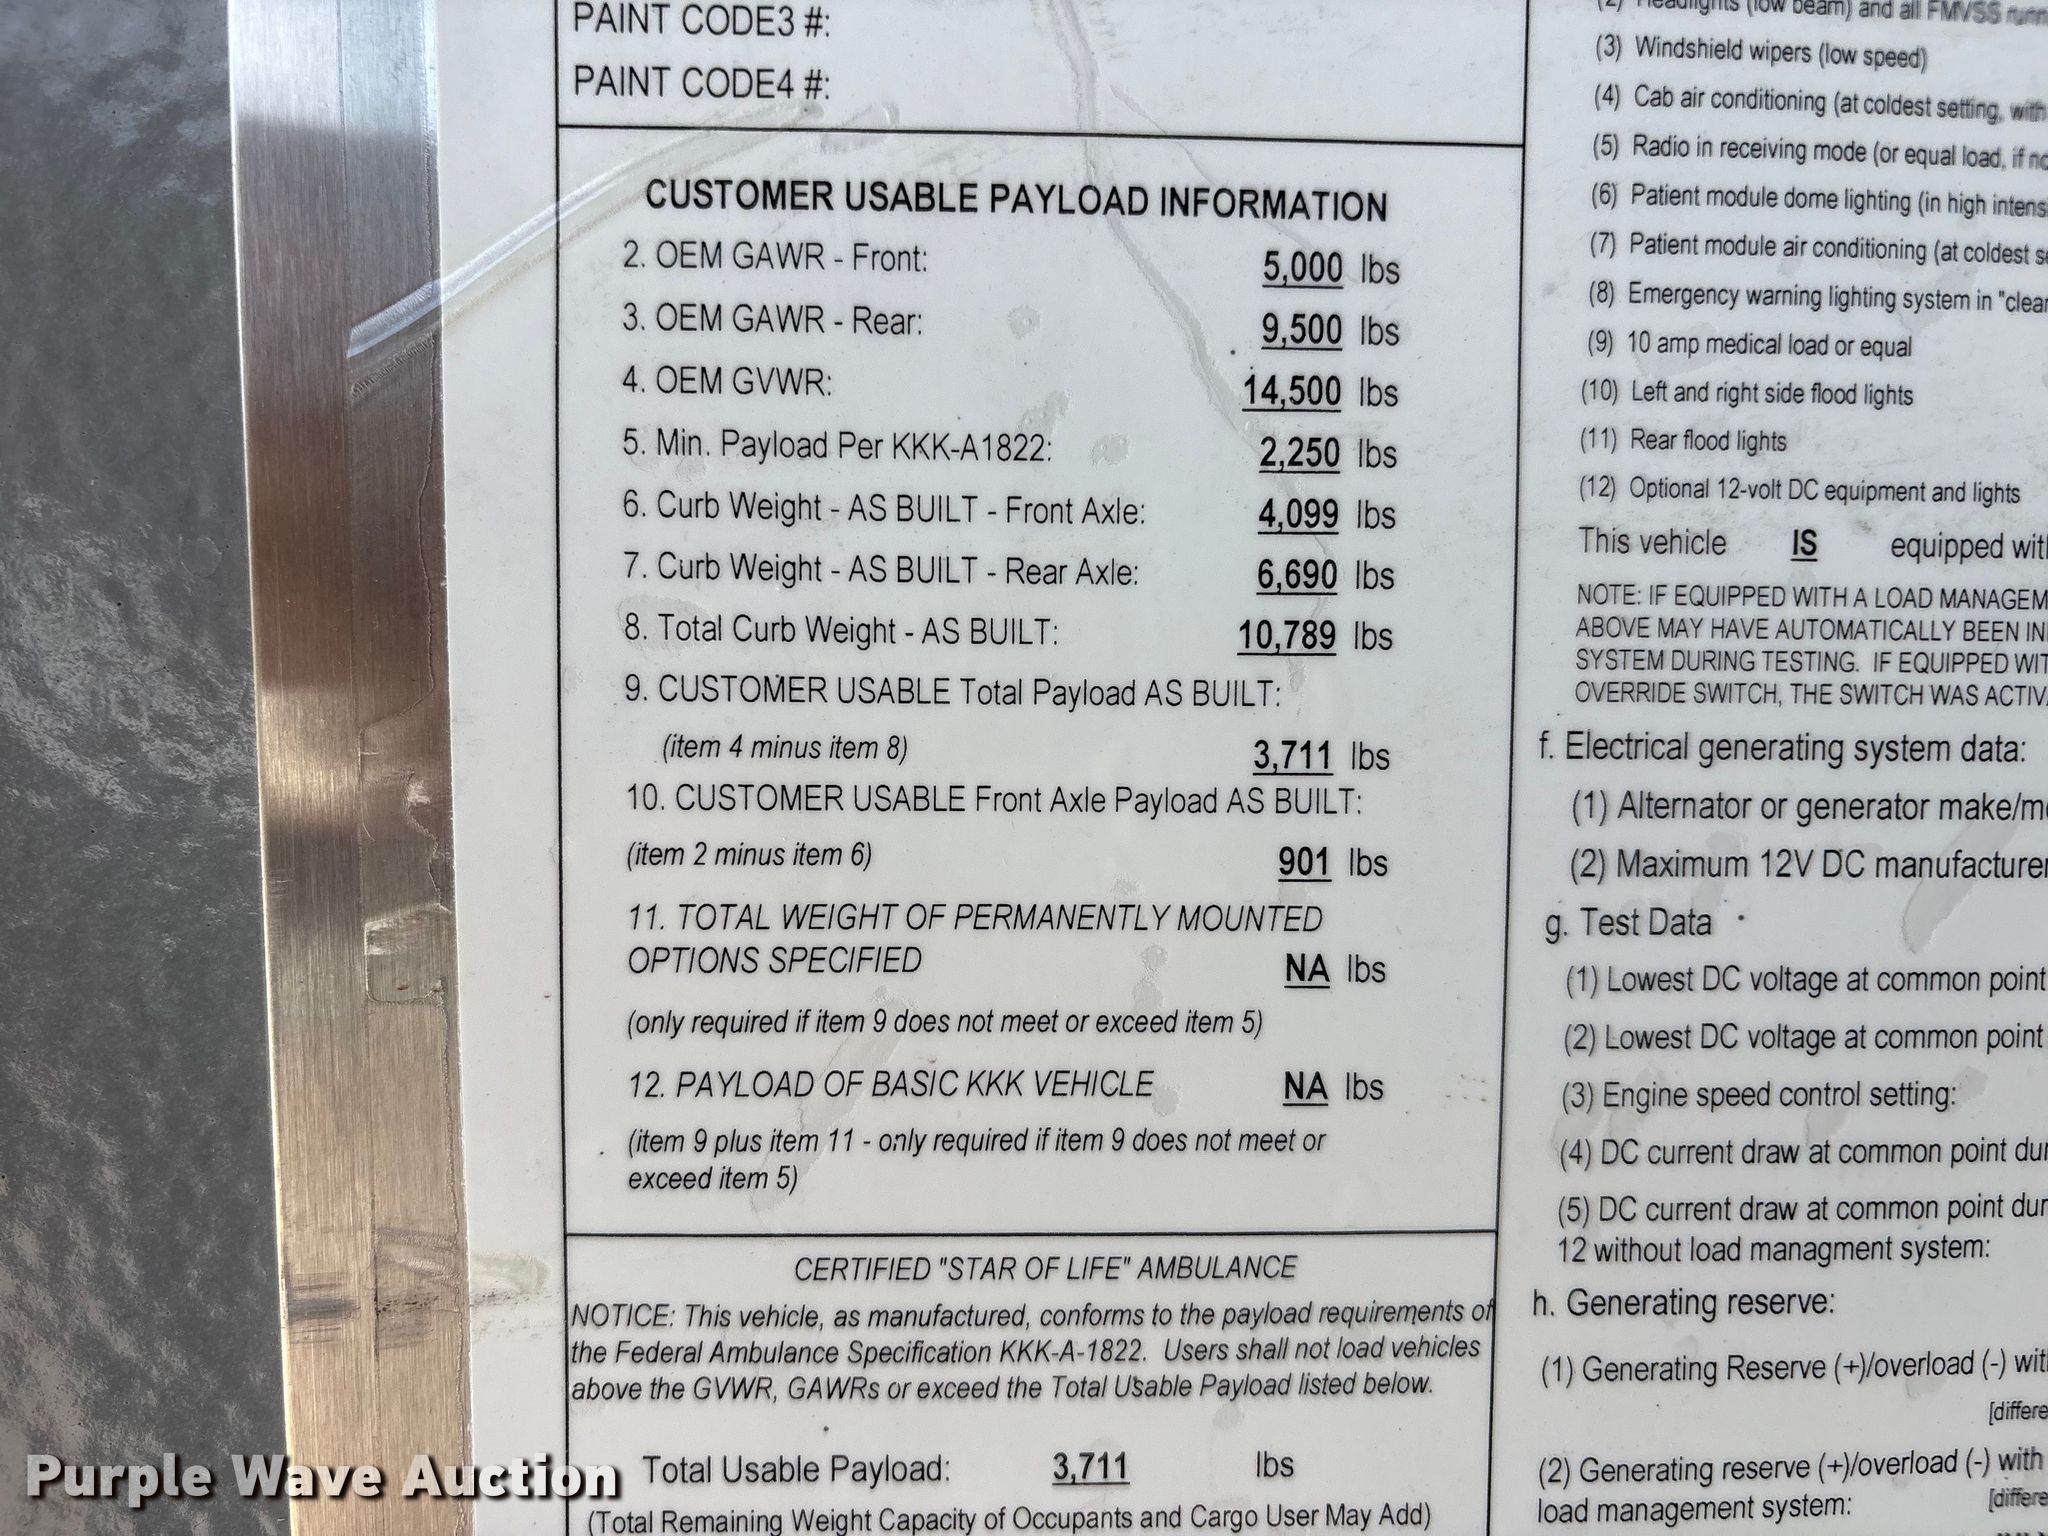 PAINT CODE3 #:
PAINT CODE4 #:
CUSTOMER USABLE PAYLOAD INFORMATION
2. OEM GAWR - Front: 5,000 lbs
3. OEM GAWR - Rear: 9,500 lbs
4. OEM GVWR: 14,500 lbs
5. Min. Payload Per KKK-A1822: 2,250 lbs
6. Curb Weight - AS BUILT - Front Axle: 4,099 lbs
7. Curb Weight - AS BUILT - Rear Axle: 6,690 lbs
8. Total Curb Weight - AS BUILT: 10,789 lbs
9. CUSTOMER USABLE Total Payload AS BUILT:
(item 4 minus item 8) 3,711 lbs
10. CUSTOMER USABLE Front Axle Payload AS BUILT:
(item 2 minus item 6) 901 lbs
11. TOTAL WEIGHT OF PERMANENTLY MOUNTED
OPTIONS SPECIFIED NA lbs
(only required if item 9 does not meet or exceed item 5)
12. PAYLOAD OF BASIC KKK VEHICLE NA lbs
(item 9 plus item 11 - only required if item 9 does not meet or
exceed item 5)
CERTIFIED "STAR OF LIFE" AMBULANCE
NOTICE: This vehicle, as manufactured, conforms to the payload requirements of
the Federal Ambulance Specification KKK-A-1822. Users shall not load vehicles
above the GVWR, GAWRs or exceed the Total Usable Payload listed below.
Total Usable Payload: 3,711 lbs
(Total Remaining Weight Capacity of Occupants and Cargo User May Add)
(2) Headlights (low beam) and all FMVSS
(3) Windshield wipers (low speed)
(4) Cab air conditioning (at coldest setting, with
(5) Radio in receiving mode (or equal load, if
(6) Patient module dome lighting (in high
(7) Patient module air conditioning (at coldest
(8) Emergency warning lighting system in
(9) 10 amp medical load or equal
(10) Left and right side flood lights
(11) Rear flood lights
(12) Optional 12-volt DC equipment and lights
This vehicle IS equipped
NOTE: IF EQUIPPED WITH A LOAD
ABOVE MAY HAVE AUTOMATICALLY BEEN
SYSTEM DURING TESTING. IF EQUIPPED
OVERRIDE SWITCH, THE SWITCH WAS
f. Electrical generating system data:
(1) Alternator or generator
(2) Maximum 12V DC
g. Test Data
(1) Lowest DC voltage at common point
(2) Lowest DC voltage at common point
(3) Engine speed control setting:
(4) DC current draw at common point
(5) DC current draw at common point
12 without load managment system:
h. Generating reserve:
(1) Generating Reserve (+)/overload (-)
(2) Generating reserve (+)/overload (-) with
load management system:
Purple Wave Auction